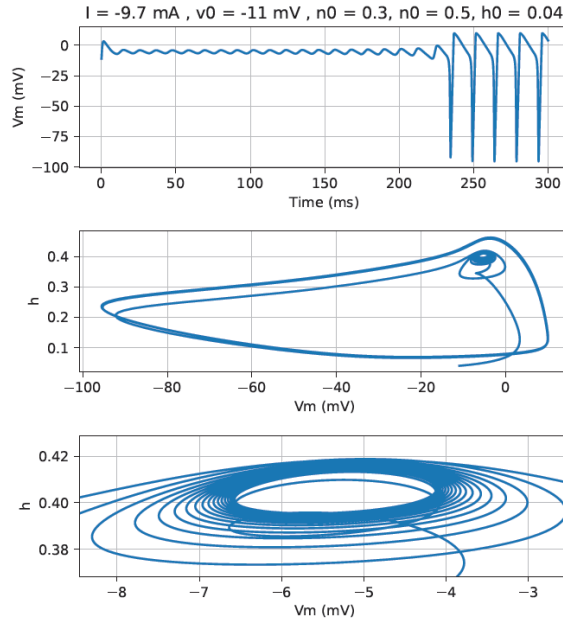 I = -9.7 mA , v0 = -11 mV , n0 = 0.3, n0 = 0.5, h0 = 0.04
0
−25
−50
−75
−100
Vm (mV)
0 50 100 150 200 250 300
Time (ms)
0.4
0.3
0.2
0.1
h
−100 −80 −60 −40 −20 0
Vm (mV)
0.42
0.40
0.38
h
−8 −7 −6 −5 −4 −3
Vm (mV)